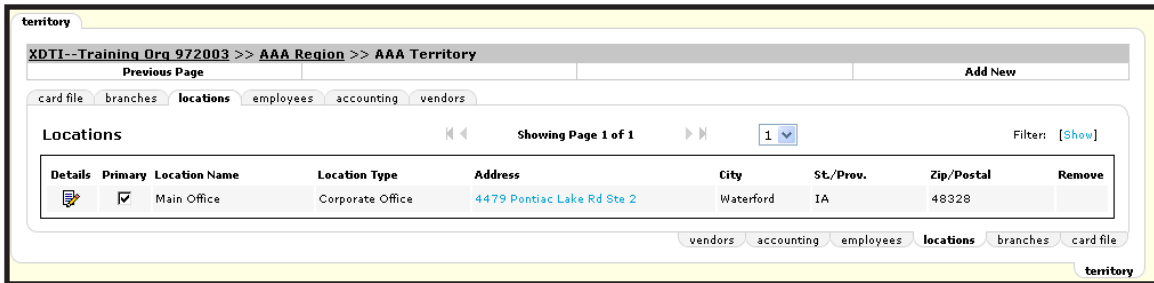 territory
XDTI--Training Org 972003 >> AAA Region >> AAA Territory
Previous Page Add New
card file branches locations employees accounting vendors
Locations Showing Page 1 of 1 1 Filter: [Show]
Details Primary Location Name Location Type Address City St./Prov. Zip/Postal Remove
Main Office Corporate Office 4479 Pontiac Lake Rd Ste 2 Waterford IA 48328
vendors accounting employees locations branches card file
territory